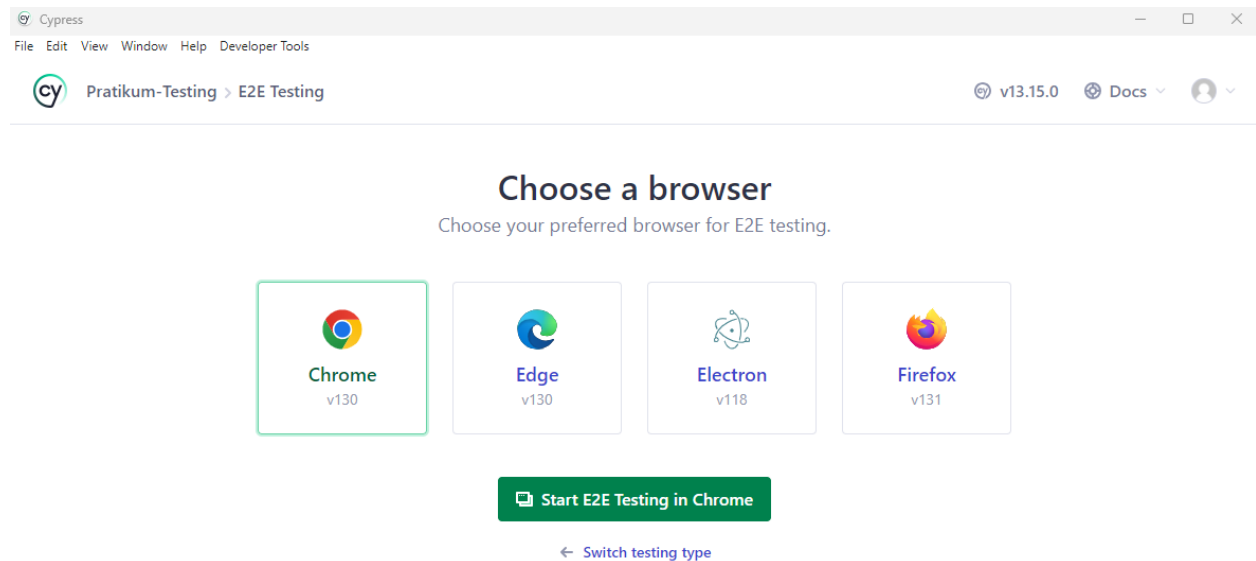 cy Cypress
File Edit View Window Help Developer Tools
cy Pratikum-Testing > E2E Testing cy v13.15.0 Docs
Choose a browser
Choose your preferred browser for E2E testing.
Chrome Edge Electron Firefox
v130 v130 v118 v131
Start E2E Testing in Chrome
← Switch testing type